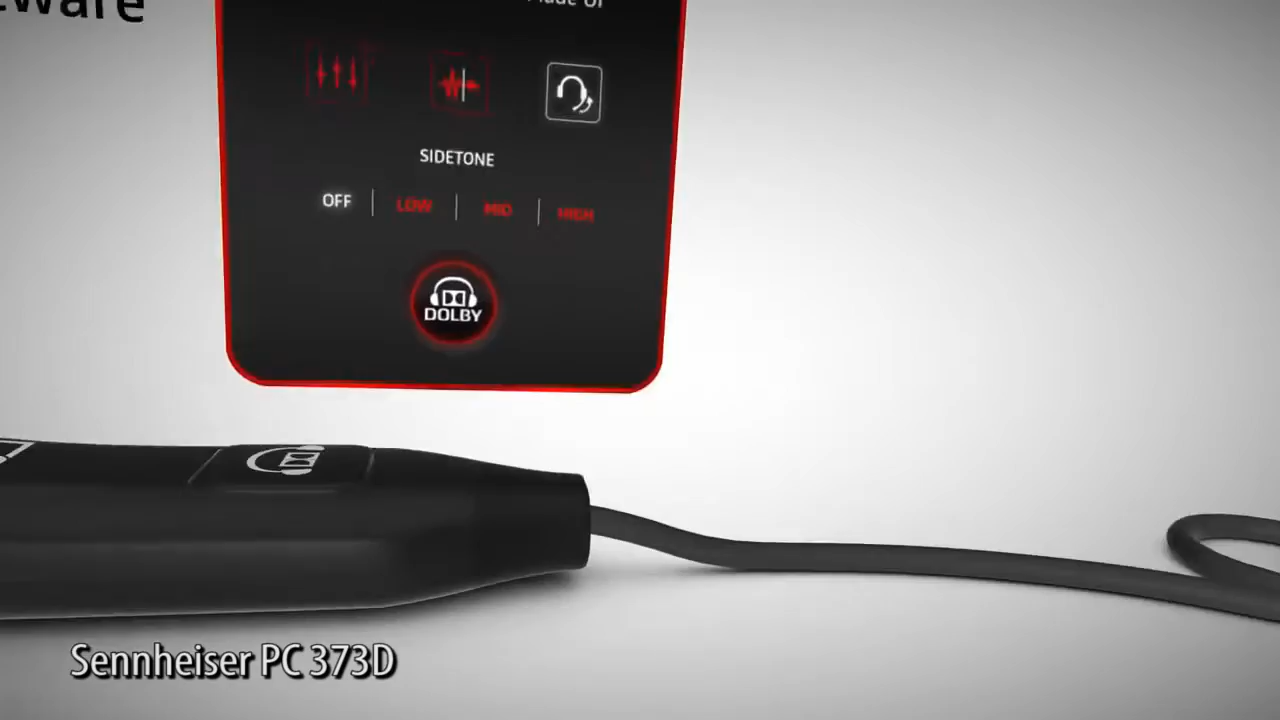 SIDETONE
OFF | LOW | MID | HIGH
DOLBY
Sennheiser PC 373D